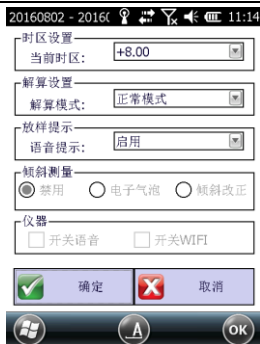 20160802 - 2016( 11:14
时区设置
当前时区: +8.00
解算设置
解算模式: 正常模式
放样提示
语音提示: 启用
倾斜测量
禁用 电子气泡 倾斜改正
仪器
开关语音 开关WIFI
确定 取消
A OK